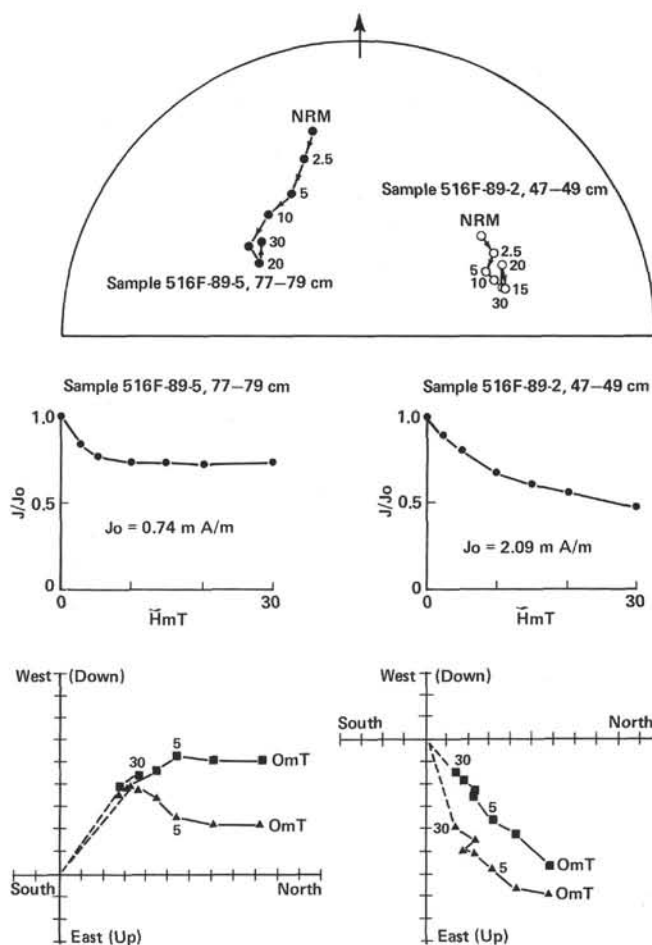 NRM
2.5
5
10
30
20
Sample 516F-89-5, 77–79 cm
Sample 516F-89-2, 47–49 cm
NRM
2.5
5
20
10
15
30
Sample 516F-89-5, 77–79 cm
1.0
0.5
0
J/Jo
Jo = 0.74 m A/m
0
30
H̃mT
Sample 516F-89-2, 47–49 cm
1.0
0.5
0
J/Jo
Jo = 2.09 m A/m
0
30
H̃mT
West (Down)
30
5
OmT
5
OmT
South
North
East (Up)
West (Down)
South
North
30
5
30
5
OmT
OmT
East (Up)